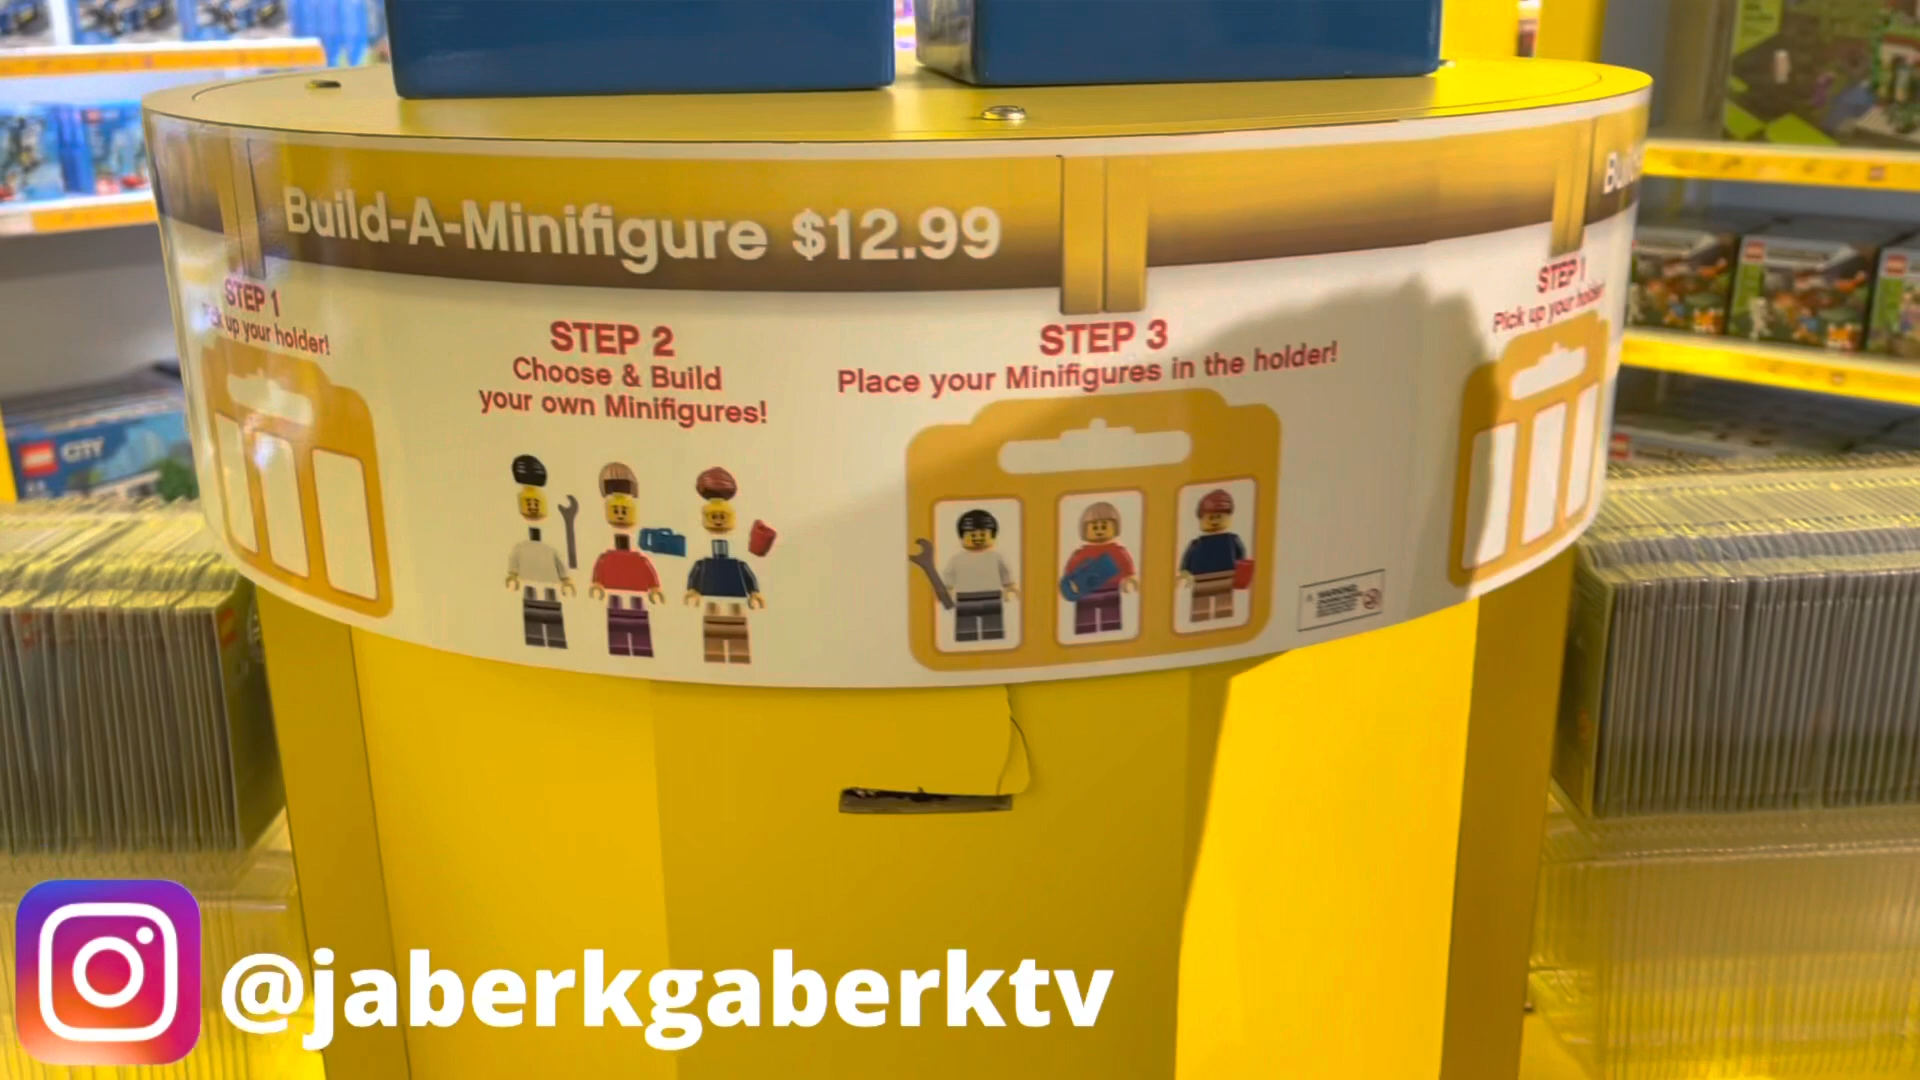 Build-A-Minifigure $12.99
STEP 1
Pick up your holder!
STEP 2
Choose & Build
your own Minifigures!
STEP 3
Place your Minifigures in the holder!
STEP 1
Pick up your holder!
WARNING:
CITY
@jaberkgaberktv